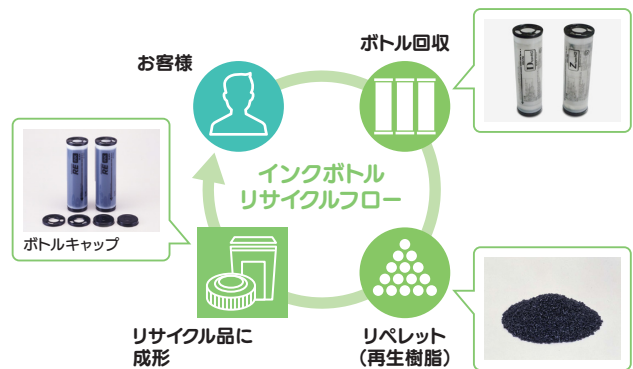 ボトル回収
お客様
インクボトル
リサイクルフロー
ボトルキャップ
リサイクル品に
成形
リペレット
（再生樹脂）